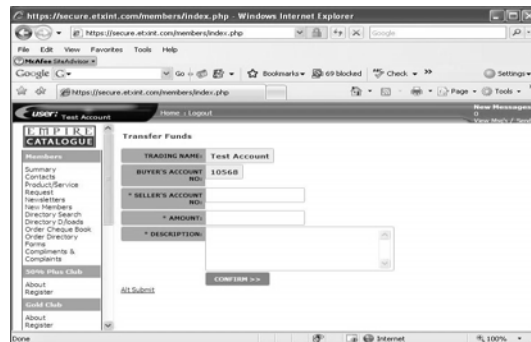 https://secure.etxint.com/members/index.php - Windows Internet Explorer
https://secure.etxint.com/members/index.php
Google
File Edit View Favorites Tools Help
McAfee SiteAdvisor
Google G Go Bookmarks 69 blocked Check >> Settings
https://secure.etxint.com/members/index.php Page Tools
user: Test Account
Home : Logout
New Messages
0
EMPIRE
CATALOGUE
Members
Summary
Contacts
Product/Service
Request
Newsletters
New Members
Directory Search
Directory D/loads
Order Cheque Book
Order Directory
Forms
Compliments &
Complaints
50% Plus Club
About
Register
Gold Club
About
Register
Transfer Funds
TRADING NAME: Test Account
BUYER'S ACCOUNT NO: 10568
* SELLER'S ACCOUNT NO:
* AMOUNT:
* DESCRIPTION:
CONFIRM >>
Alt Submit
Done
Internet
100%